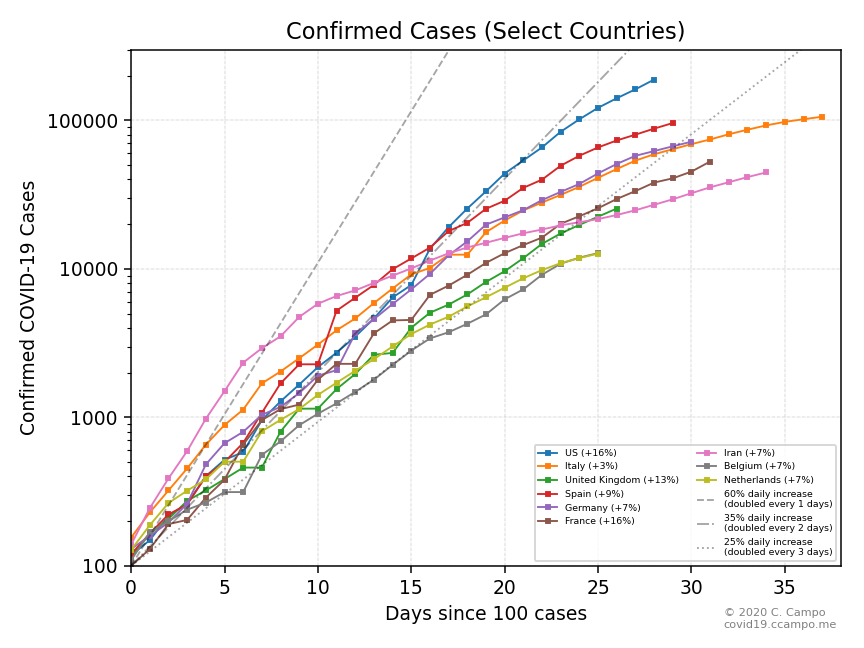 Confirmed Cases (Select Countries)
Confirmed COVID-19 Cases
100000
10000
1000
100
0
5
10
15
20
25
30
35
Days since 100 cases
US (+16%)
Italy (+3%)
United Kingdom (+13%)
Spain (+9%)
Germany (+7%)
France (+16%)
Iran (+7%)
Belgium (+7%)
Netherlands (+7%)
60% daily increase
(doubled every 1 days)
35% daily increase
(doubled every 2 days)
25% daily increase
(doubled every 3 days)
© 2020 C. Campo
covid19.ccampo.me